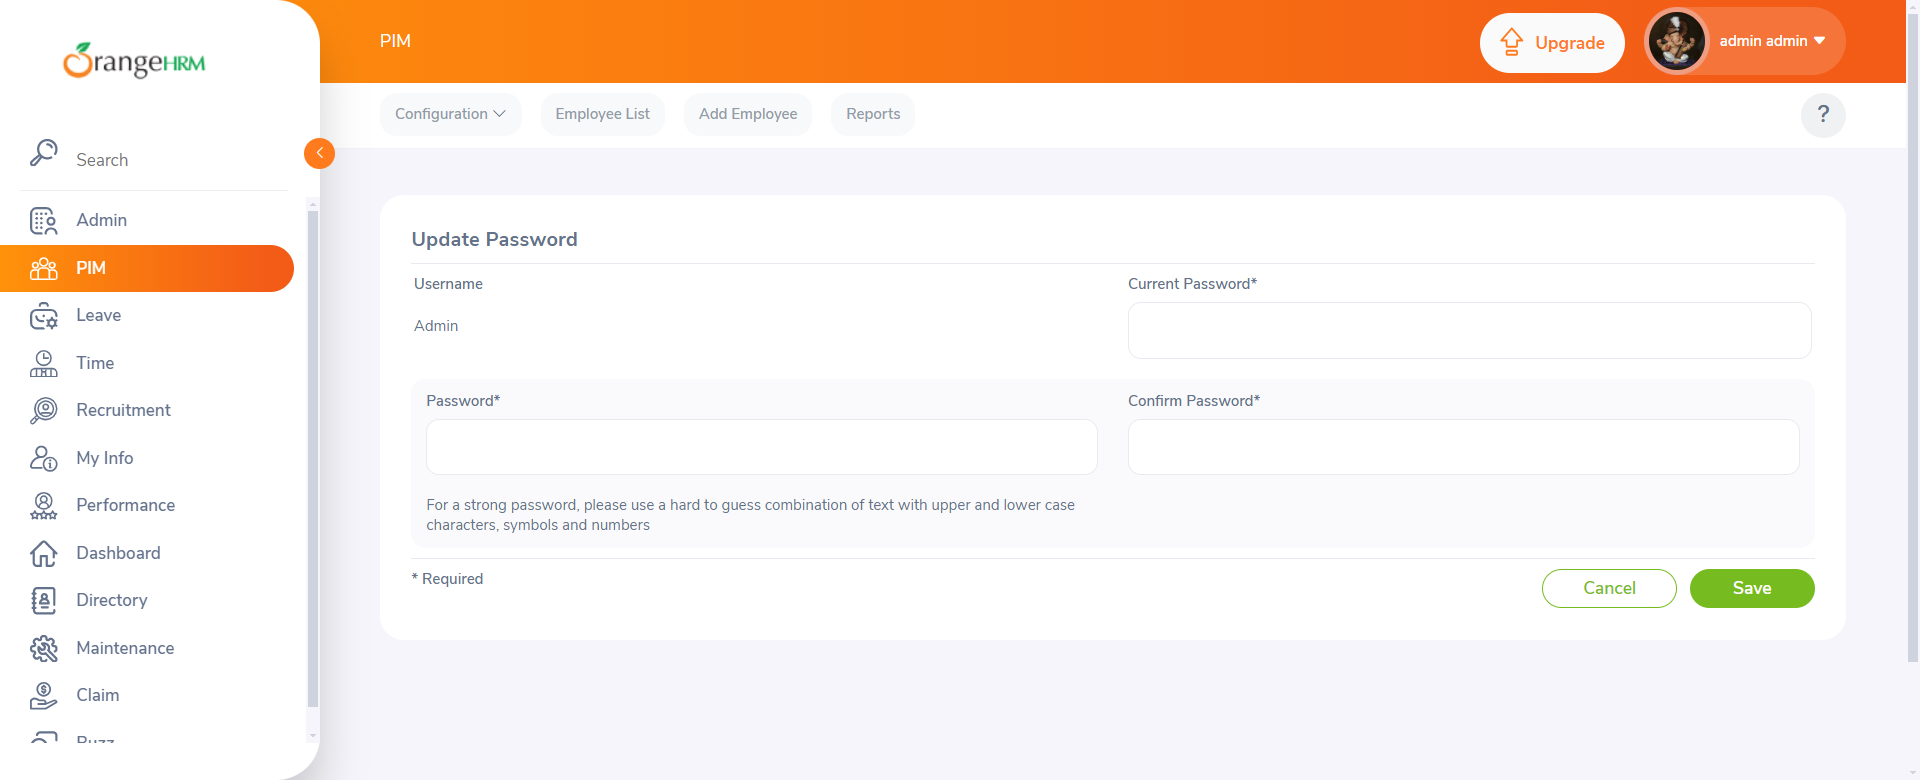 OrangeHRM
PIM
Upgrade
admin admin
Configuration
Employee List
Add Employee
Reports
?
Search
Admin
PIM
Leave
Time
Recruitment
My Info
Performance
Dashboard
Directory
Maintenance
Claim
Buzz
Update Password
Username
Admin
Current Password*
Password*
Confirm Password*
For a strong password, please use a hard to guess combination of text with upper and lower case
characters, symbols and numbers
* Required
Cancel
Save